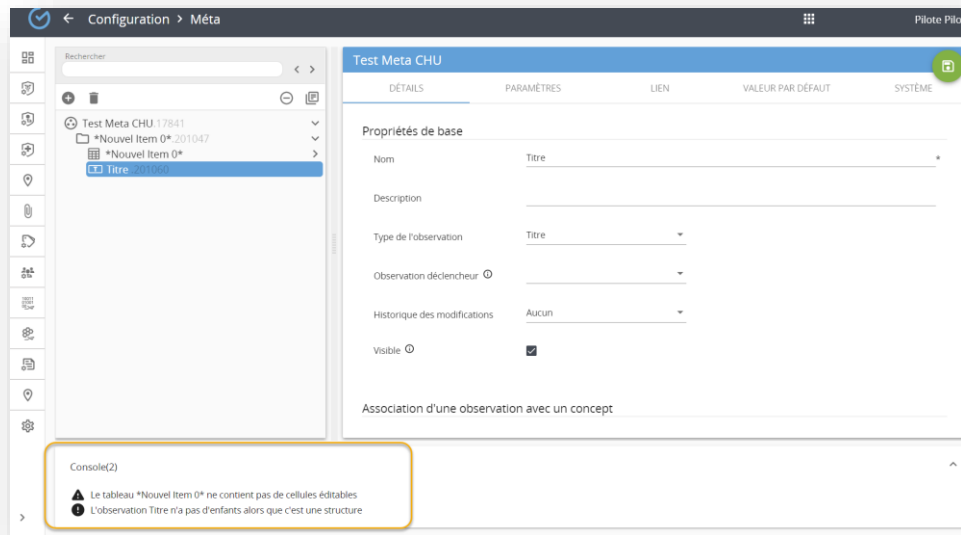 Configuration > Méta
Pilote Pilo
Rechercher
Test Meta CHU.17841
*Nouvel Item 0*.201047
*Nouvel Item 0*
Titre.201060
Test Meta CHU
DÉTAILS PARAMÈTRES LIEN VALEUR PAR DÉFAUT SYSTÈME
Propriétés de base
Nom Titre *
Description
Type de l'observation Titre
Observation déclencheur
Historique des modifications Aucun
Visible
Association d'une observation avec un concept
Console(2)
Le tableau *Nouvel Item 0* ne contient pas de cellules éditables
L'observation Titre n'a pas d'enfants alors que c'est une structure